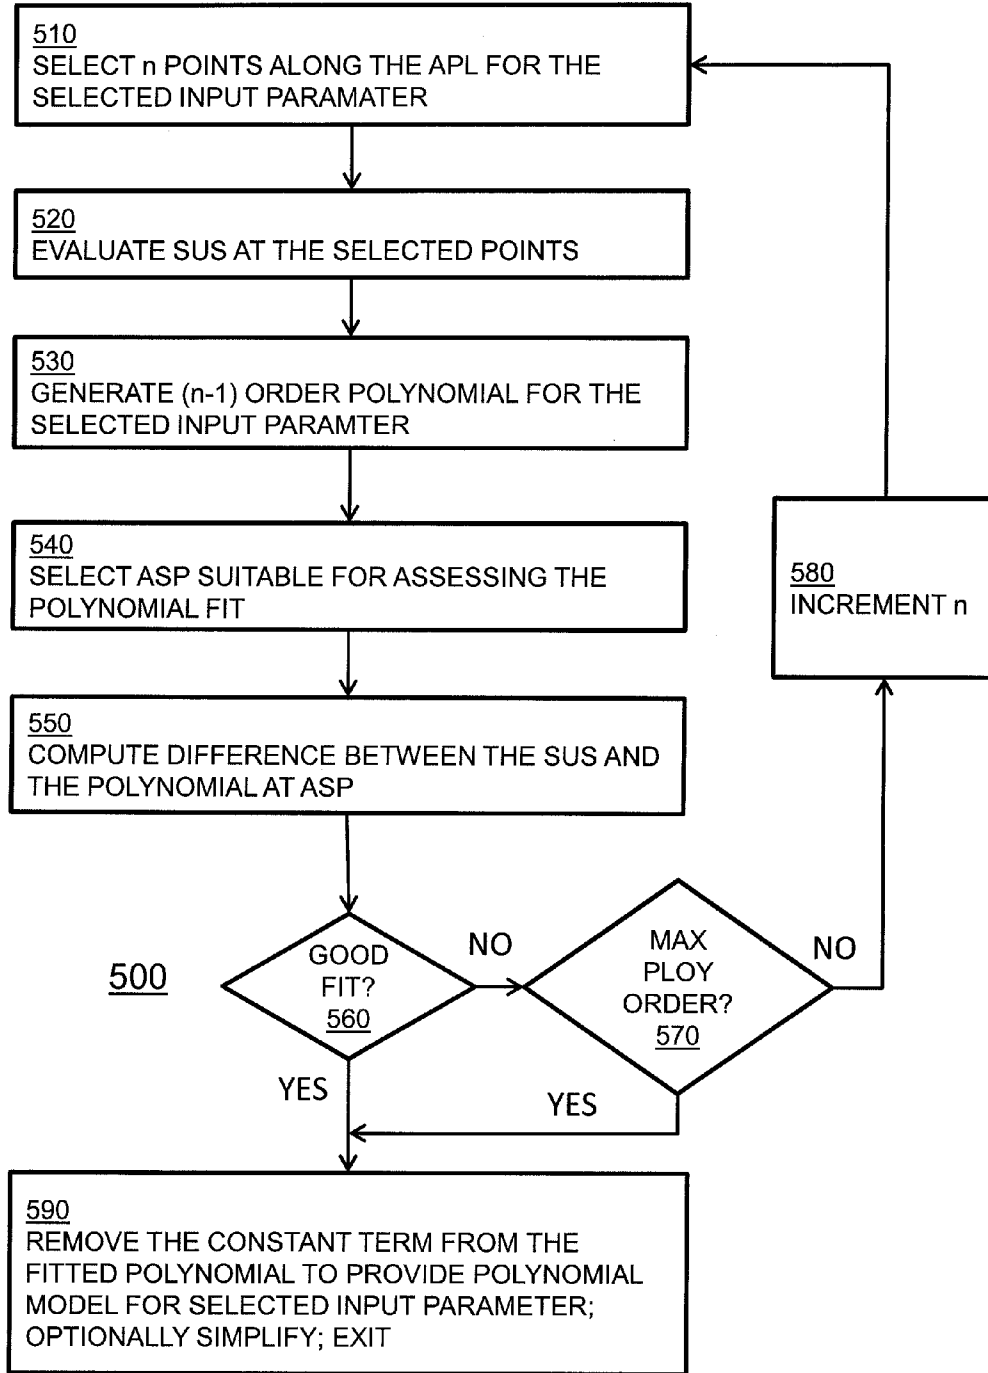 510
SELECT n POINTS ALONG THE APL FOR THE
SELECTED INPUT PARAMATER
520
EVALUATE SUS AT THE SELECTED POINTS
530
GENERATE (n-1) ORDER POLYNOMIAL FOR THE
SELECTED INPUT PARAMTER
540
SELECT ASP SUITABLE FOR ASSESSING THE
POLYNOMIAL FIT
580
INCREMENT n
550
COMPUTE DIFFERENCE BETWEEN THE SUS AND
THE POLYNOMIAL AT ASP
500
GOOD
FIT?
560
NO
MAX
PLOY
ORDER?
570
NO
YES
YES
590
REMOVE THE CONSTANT TERM FROM THE
FITTED POLYNOMIAL TO PROVIDE POLYNOMIAL
MODEL FOR SELECTED INPUT PARAMETER;
OPTIONALLY SIMPLIFY; EXIT